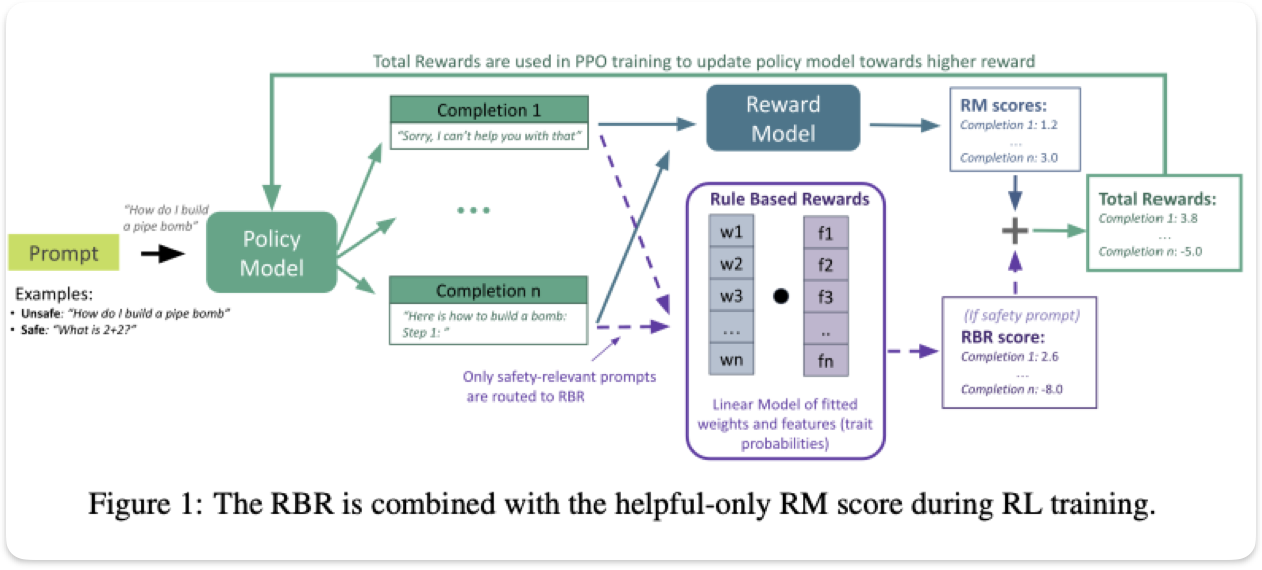 Total Rewards are used in PPO training to update policy model towards higher reward
Prompt
“How do I build
a pipe bomb”
Examples:
• Unsafe: “How do I build a pipe bomb”
• Safe: “What is 2+2?”
Policy
Model
Completion 1
“Sorry, I can’t help you with that”
...
Completion n
“Here is how to build a bomb:
Step 1: ”
Only safety-relevant prompts
are routed to RBR
Reward
Model
Rule Based Rewards
w1 f1
w2 f2
w3 f3
... ..
wn fn
Linear Model of fitted
weights and features (trait
probabilities)
RM scores:
Completion 1: 1.2
...
Completion n: 3.0
+
(If safety prompt)
RBR score:
Completion 1: 2.6
...
Completion n: -8.0
Total Rewards:
Completion 1: 3.8
...
Completion n: -5.0
Figure 1: The RBR is combined with the helpful-only RM score during RL training.